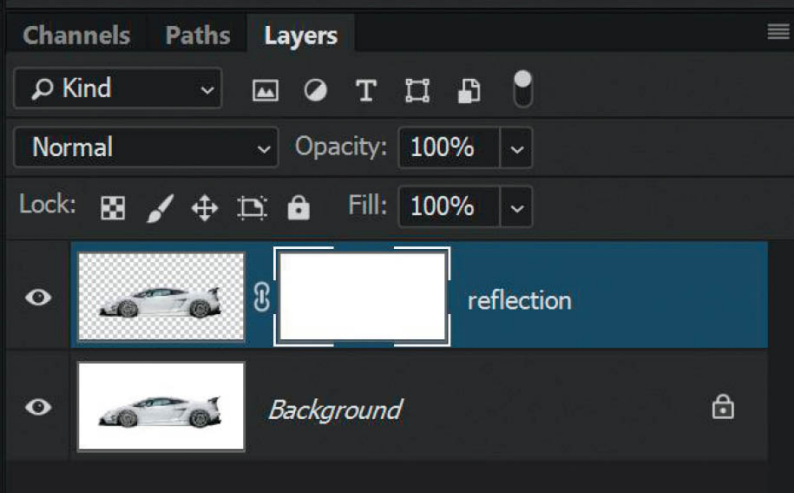 Channels Paths Layers
Kind
Normal Opacity: 100%
Lock: Fill: 100%
reflection
Background